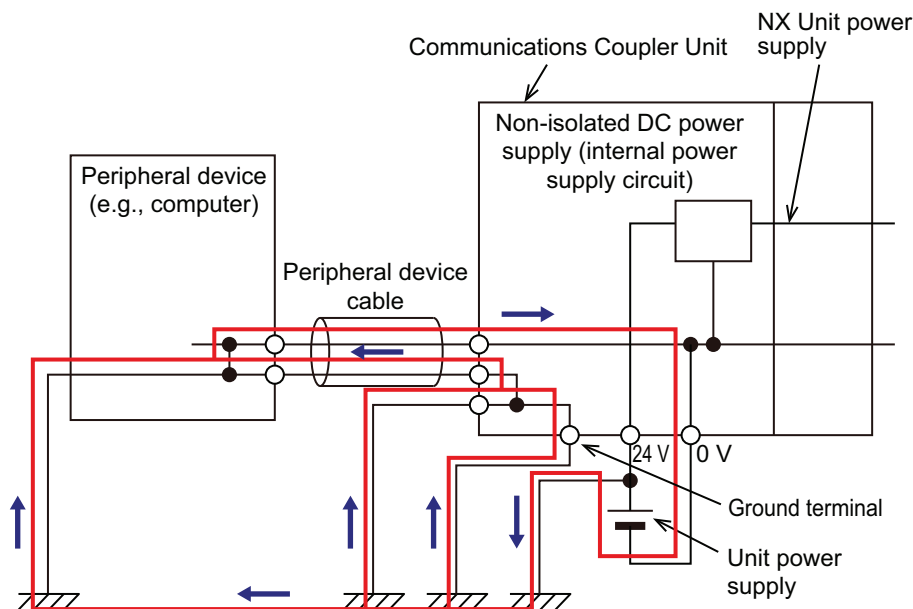 NX Unit power
supply
Communications Coupler Unit
Non-isolated DC power
supply (internal power
supply circuit)
Peripheral device
(e.g., computer)
Peripheral device
cable
24 V
0 V
Ground terminal
Unit power
supply